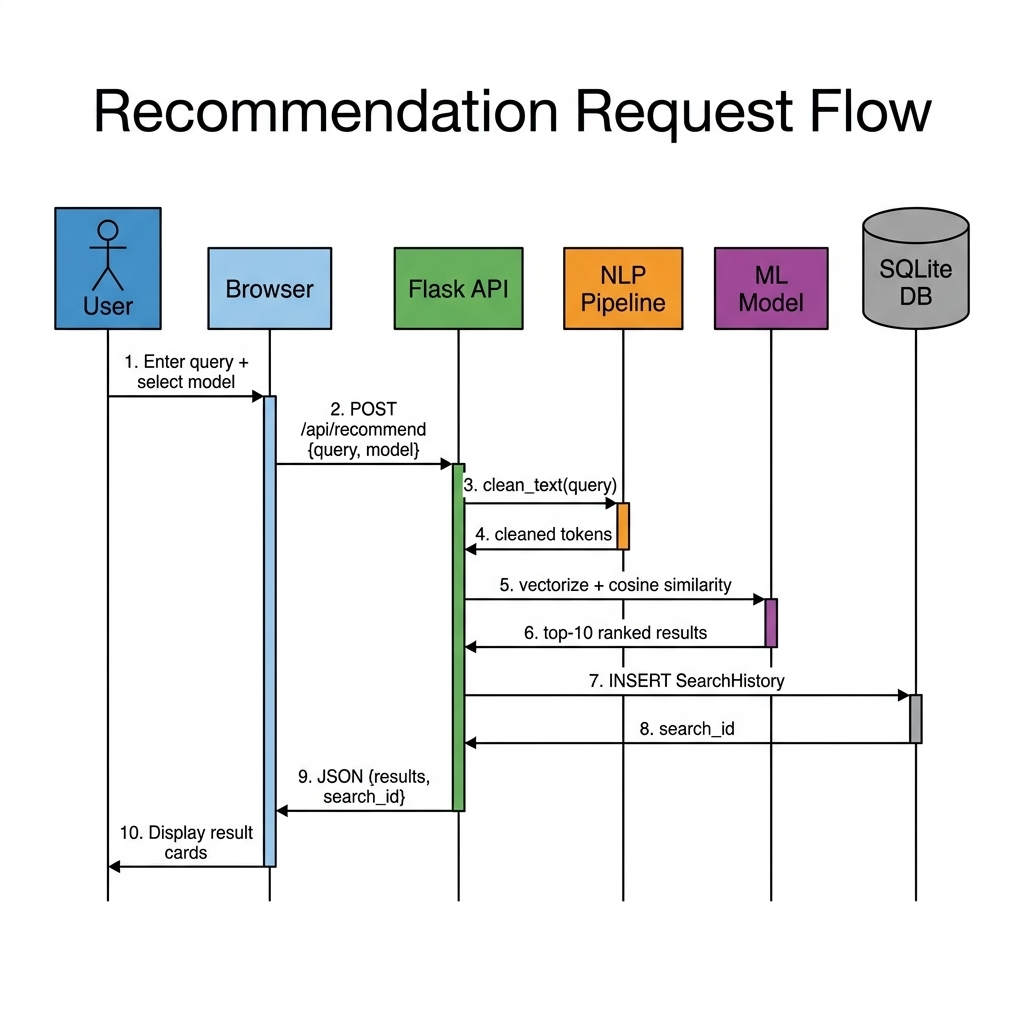 Recommendation Request Flow
User
Browser
Flask API
NLP
Pipeline
ML
Model
SQLite
DB
1. Enter query +
select model
2. POST
/api/recommend
{query, model}
3. clean_text(query)
4. cleaned tokens
5. vectorize + cosine similarity
6. top-10 ranked results
7. INSERT SearchHistory
8. search_id
9. JSON {results,
search_id}
10. Display result
cards